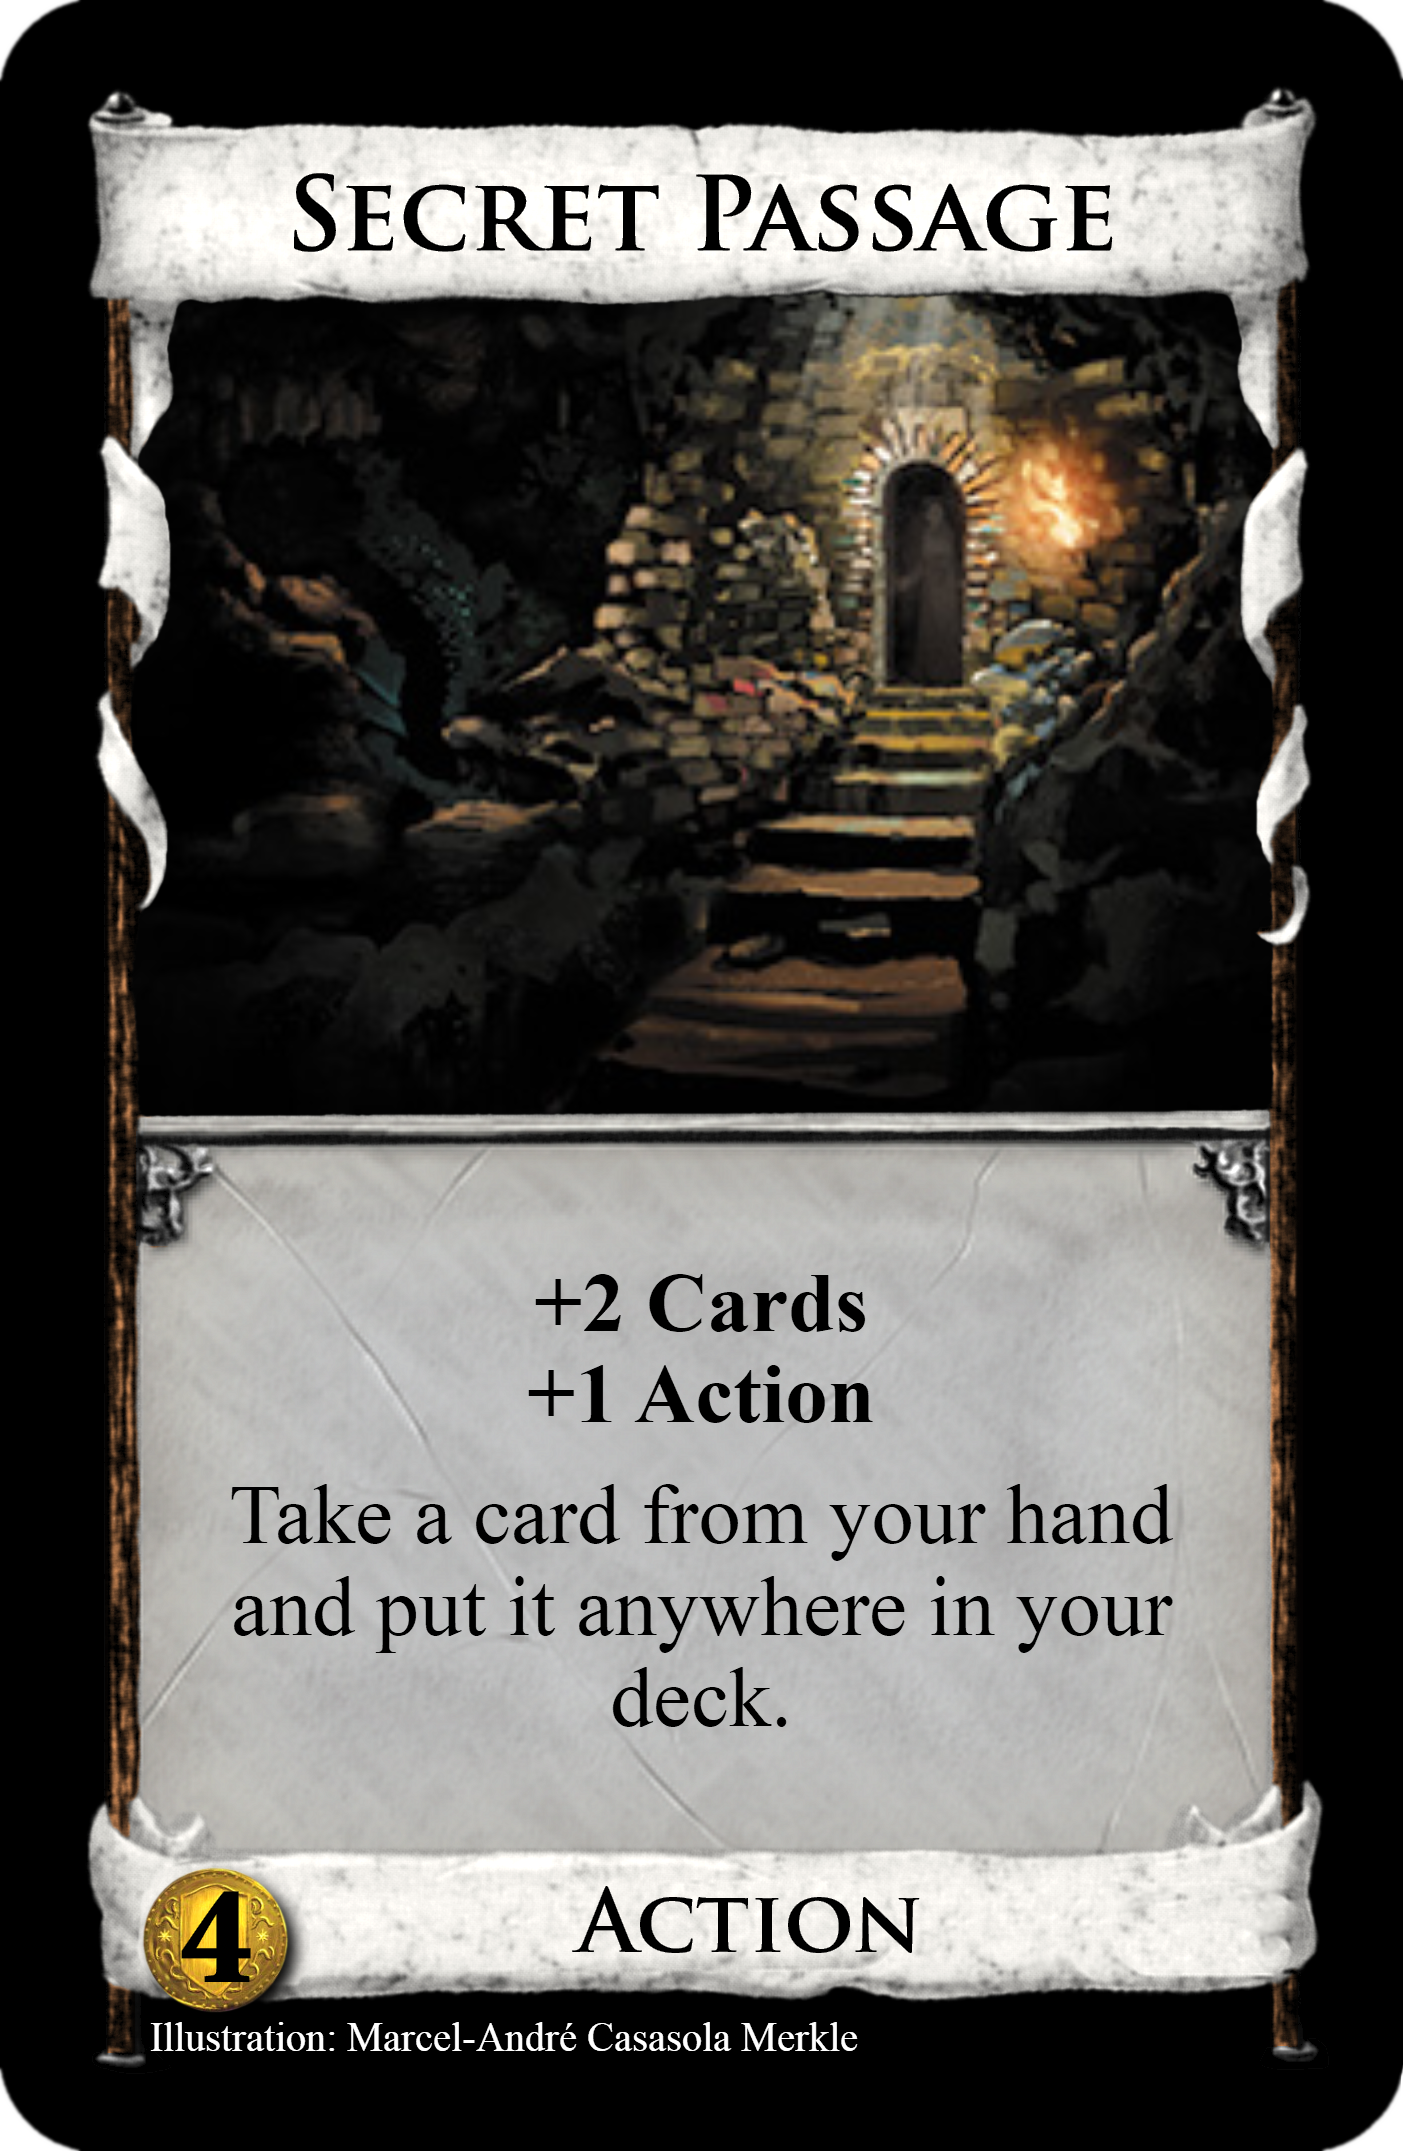 Secret Passage
+2 Cards
+1 Action
Take a card from your hand
and put it anywhere in your
deck.
4
Action
Illustration: Marcel-André Casasola Merkle